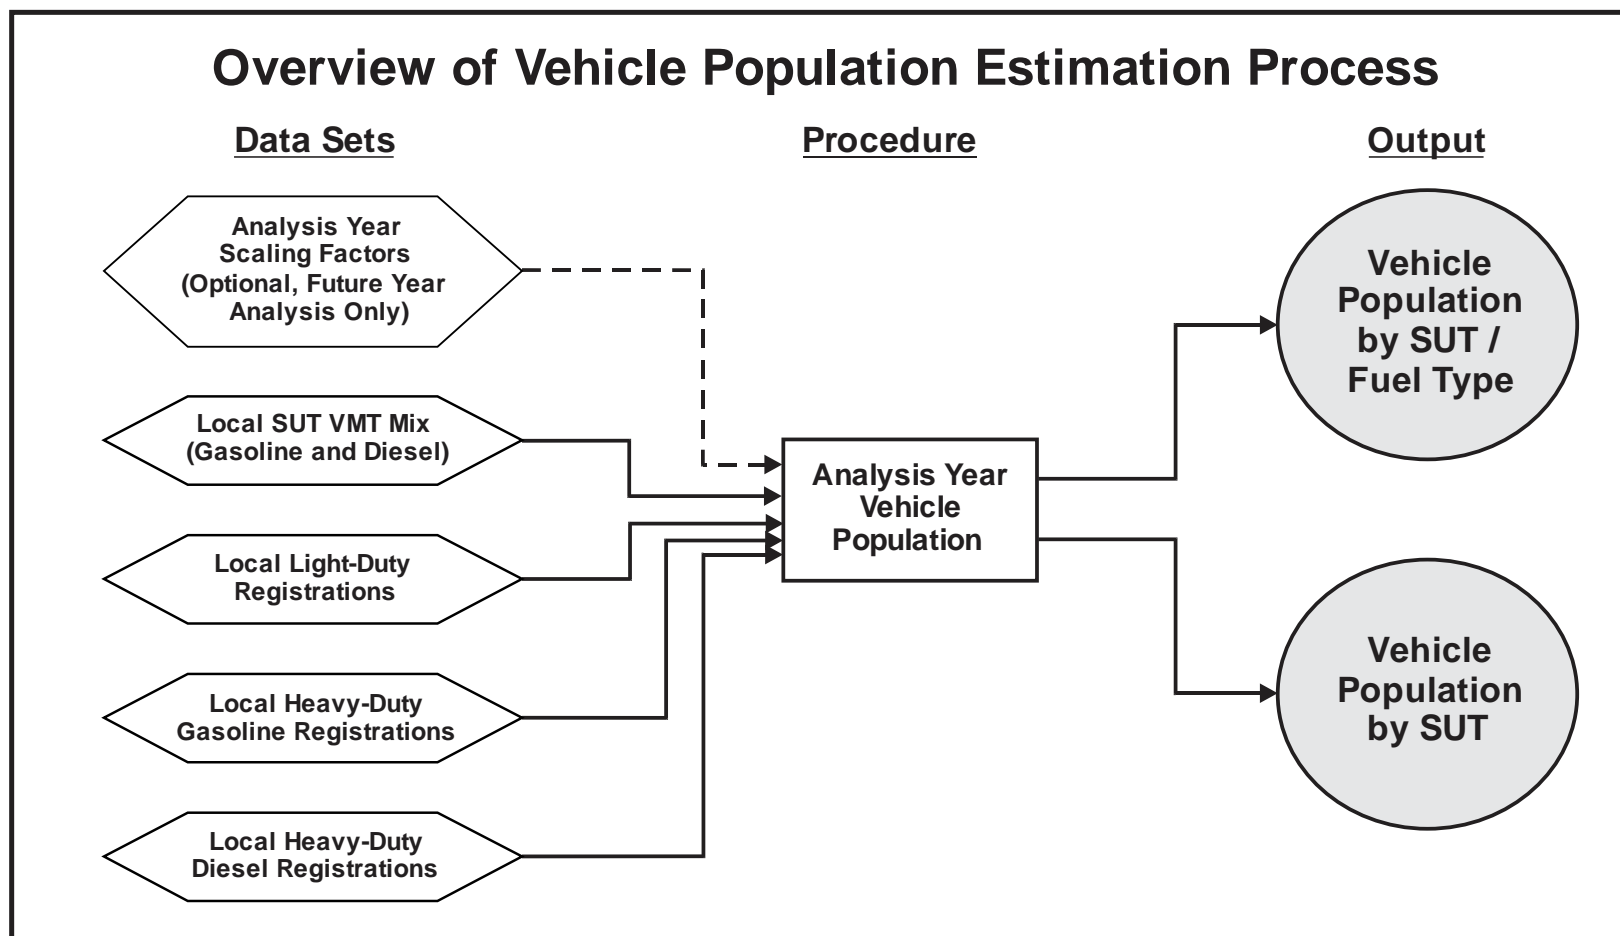 Overview of Vehicle Population Estimation Process
Data Sets
Procedure
Output
Analysis Year
Scaling Factors
(Optional, Future Year
Analysis Only)
Local SUT VMT Mix
(Gasoline and Diesel)
Local Light-Duty
Registrations
Local Heavy-Duty
Gasoline Registrations
Local Heavy-Duty
Diesel Registrations
Analysis Year
Vehicle
Population
Vehicle
Population
by SUT /
Fuel Type
Vehicle
Population
by SUT